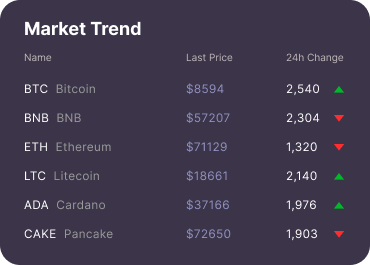 Market Trend
Name Last Price 24h Change
BTC Bitcoin $8594 2,540
BNB BNB $57207 2,304
ETH Ethereum $71129 1,320
LTC Litecoin $18661 2,140
ADA Cardano $37166 1,976
CAKE Pancake $72650 1,903